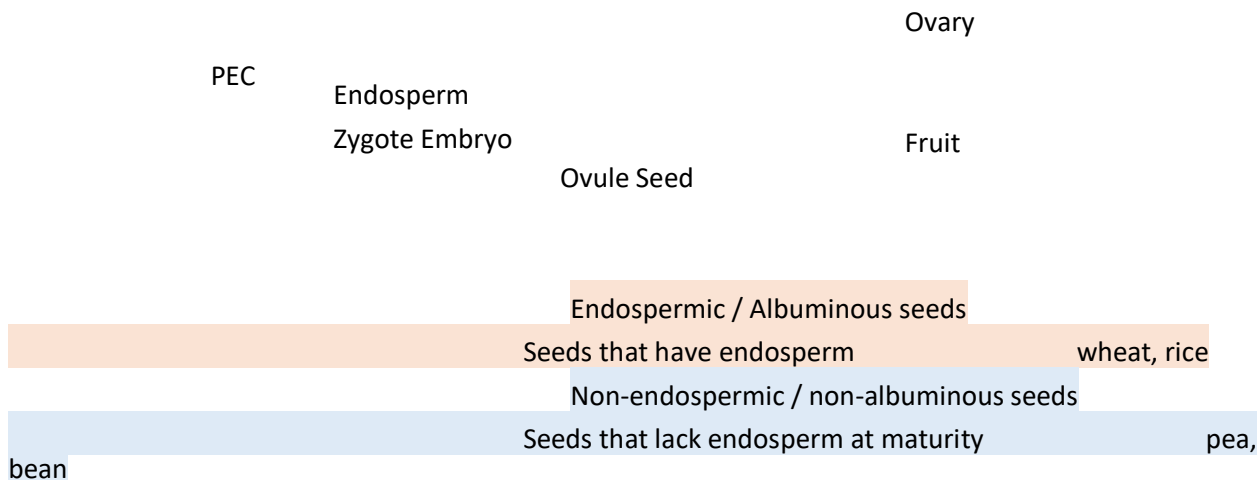 Ovary
PEC
Endosperm
Zygote Embryo
Fruit
Ovule Seed
Endospermic / Albuminous seeds
Seeds that have endosperm wheat, rice
Non-endospermic / non-albuminous seeds
Seeds that lack endosperm at maturity pea,
bean